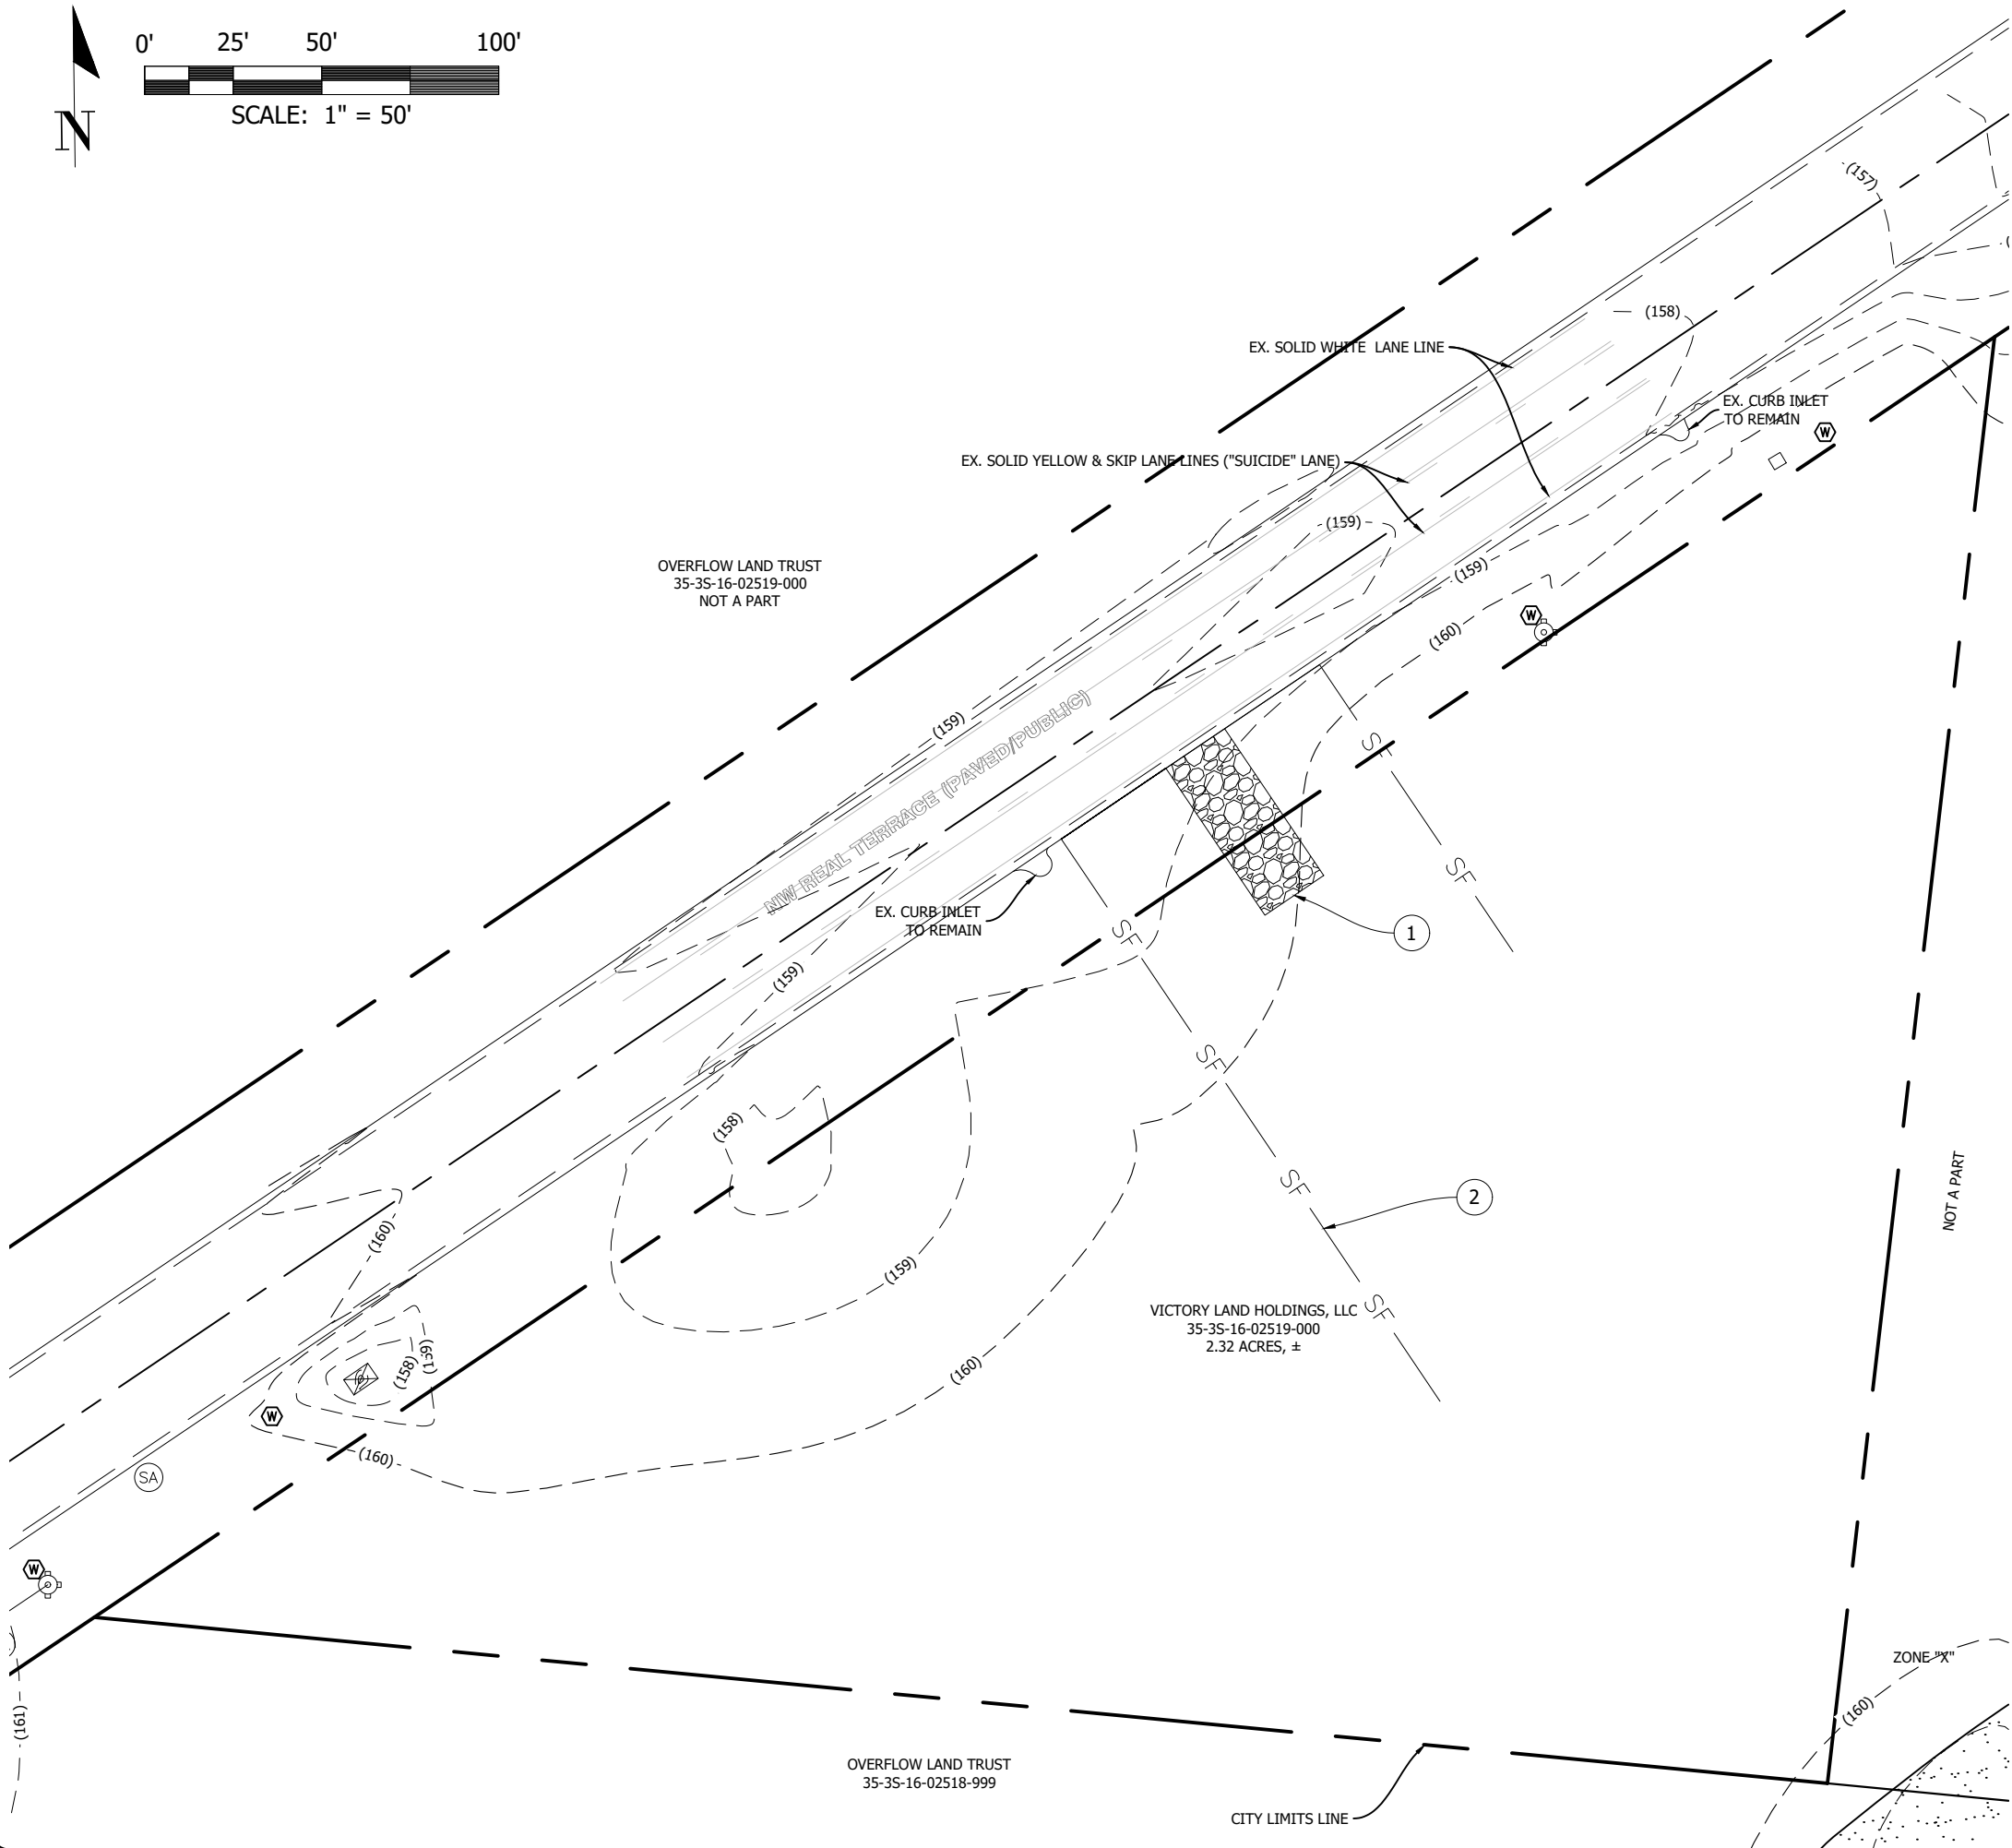 0' 25' 50' 100'
SCALE: 1" = 50'
N
(157)
(158)
EX. SOLID WHITE LANE LINE
EX. CURB INLET
TO REMAIN
W
EX. SOLID YELLOW & SKIP LANE LINES ("SUICIDE" LANE)
(159)
OVERFLOW LAND TRUST
35-3S-16-02519-000
NOT A PART
(159)
W
(160)
(159)
NW REAL TERRACE (PAVED/PUBLIC)
SF
SF
EX. CURB INLET
TO REMAIN
SF
1
(159)
SF
(158)
SF
2
NOT A PART
(160)
(159)
SF
VICTORY LAND HOLDINGS, LLC
35-3S-16-02519-000
2.32 ACRES, ±
(159)
(158)
(160)
W
(160)
SA
W
ZONE "X"
(160)
(161)
OVERFLOW LAND TRUST
35-3S-16-02518-999
CITY LIMITS LINE